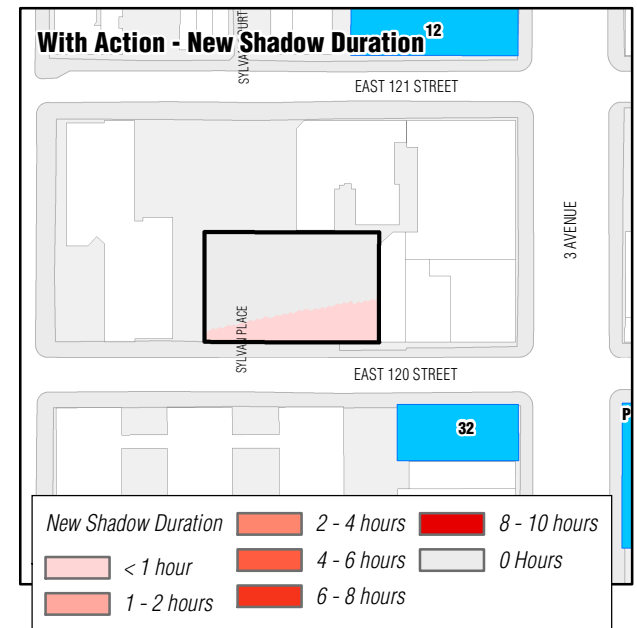 With Action - New Shadow Duration
12
SYLVAN COURT
EAST 121 STREET
3 AVENUE
SYLVAN PLACE
EAST 120 STREET
32
P
New Shadow Duration
< 1 hour
1 - 2 hours
2 - 4 hours
4 - 6 hours
6 - 8 hours
8 - 10 hours
0 Hours